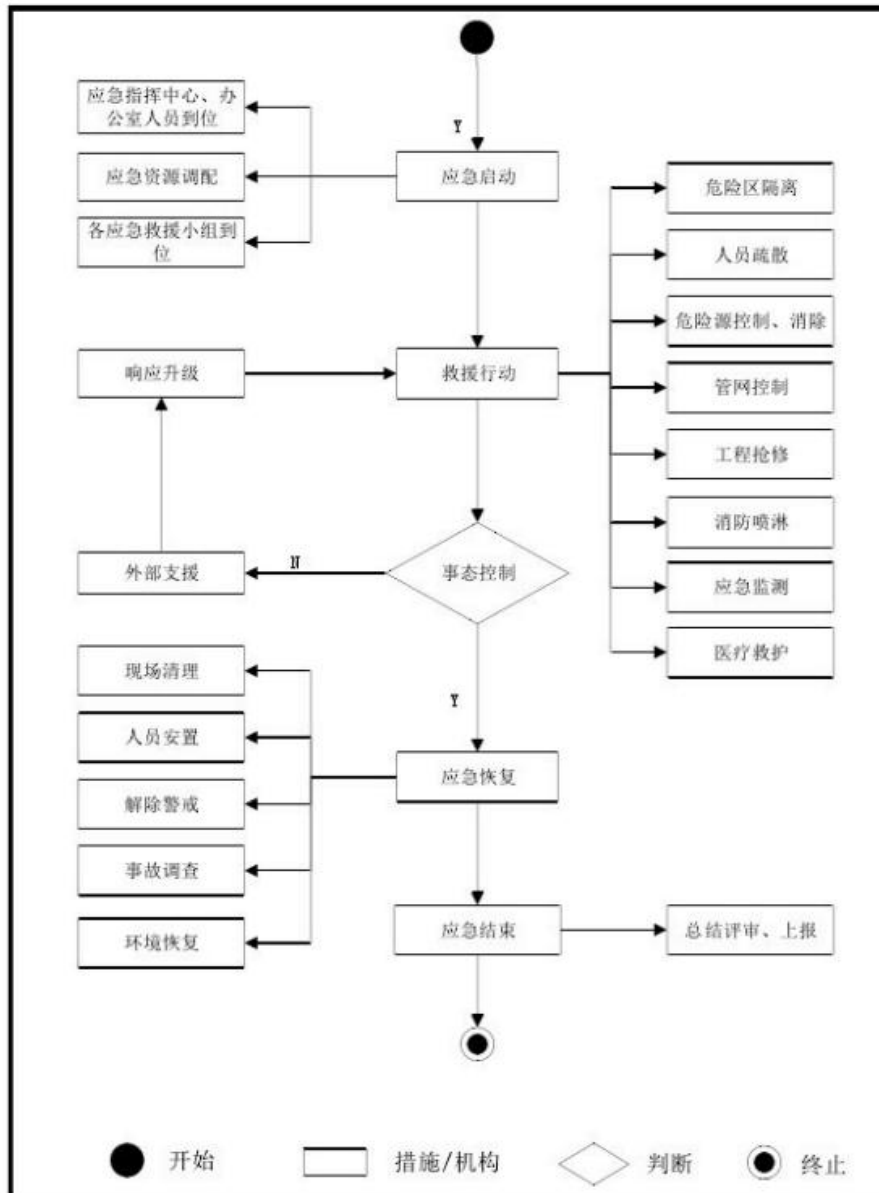 Y
应急指挥中心、办
公室人员到位
应急启动
应急资源调配
各应急救援小组到
位
危险区隔离
人员疏散
危险源控制、消除
响应升级
救援行动
管网控制
工程抢修
消防喷淋
外部支援
N
事态控制
应急监测
医疗救护
现场清理
Y
人员安置
应急恢复
解除警戒
事故调查
环境恢复
应急结束
总结评审、上报
开始
措施/机构
判断
终止